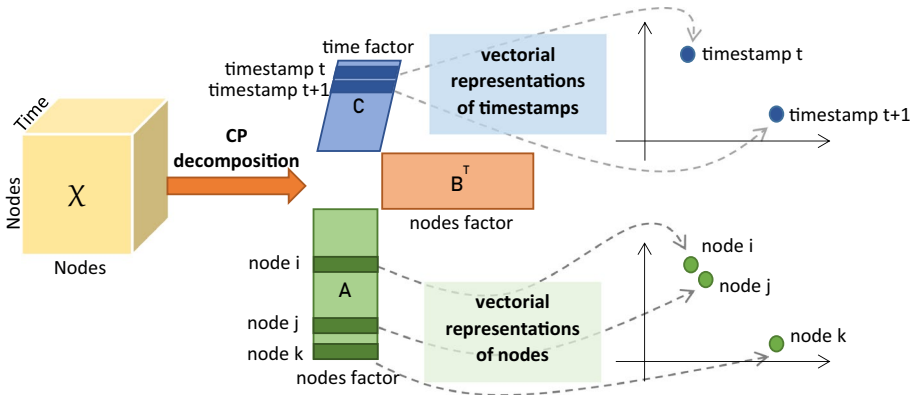 time factor
timestamp t
timestamp t+1
C
vectorial
representations
of timestamps
timestamp t
timestamp t+1
Time
CP
decomposition
Nodes
χ
Nodes
B^T
nodes factor
node i
A
node j
node k
nodes factor
vectorial
representations
of nodes
node i
node j
node k